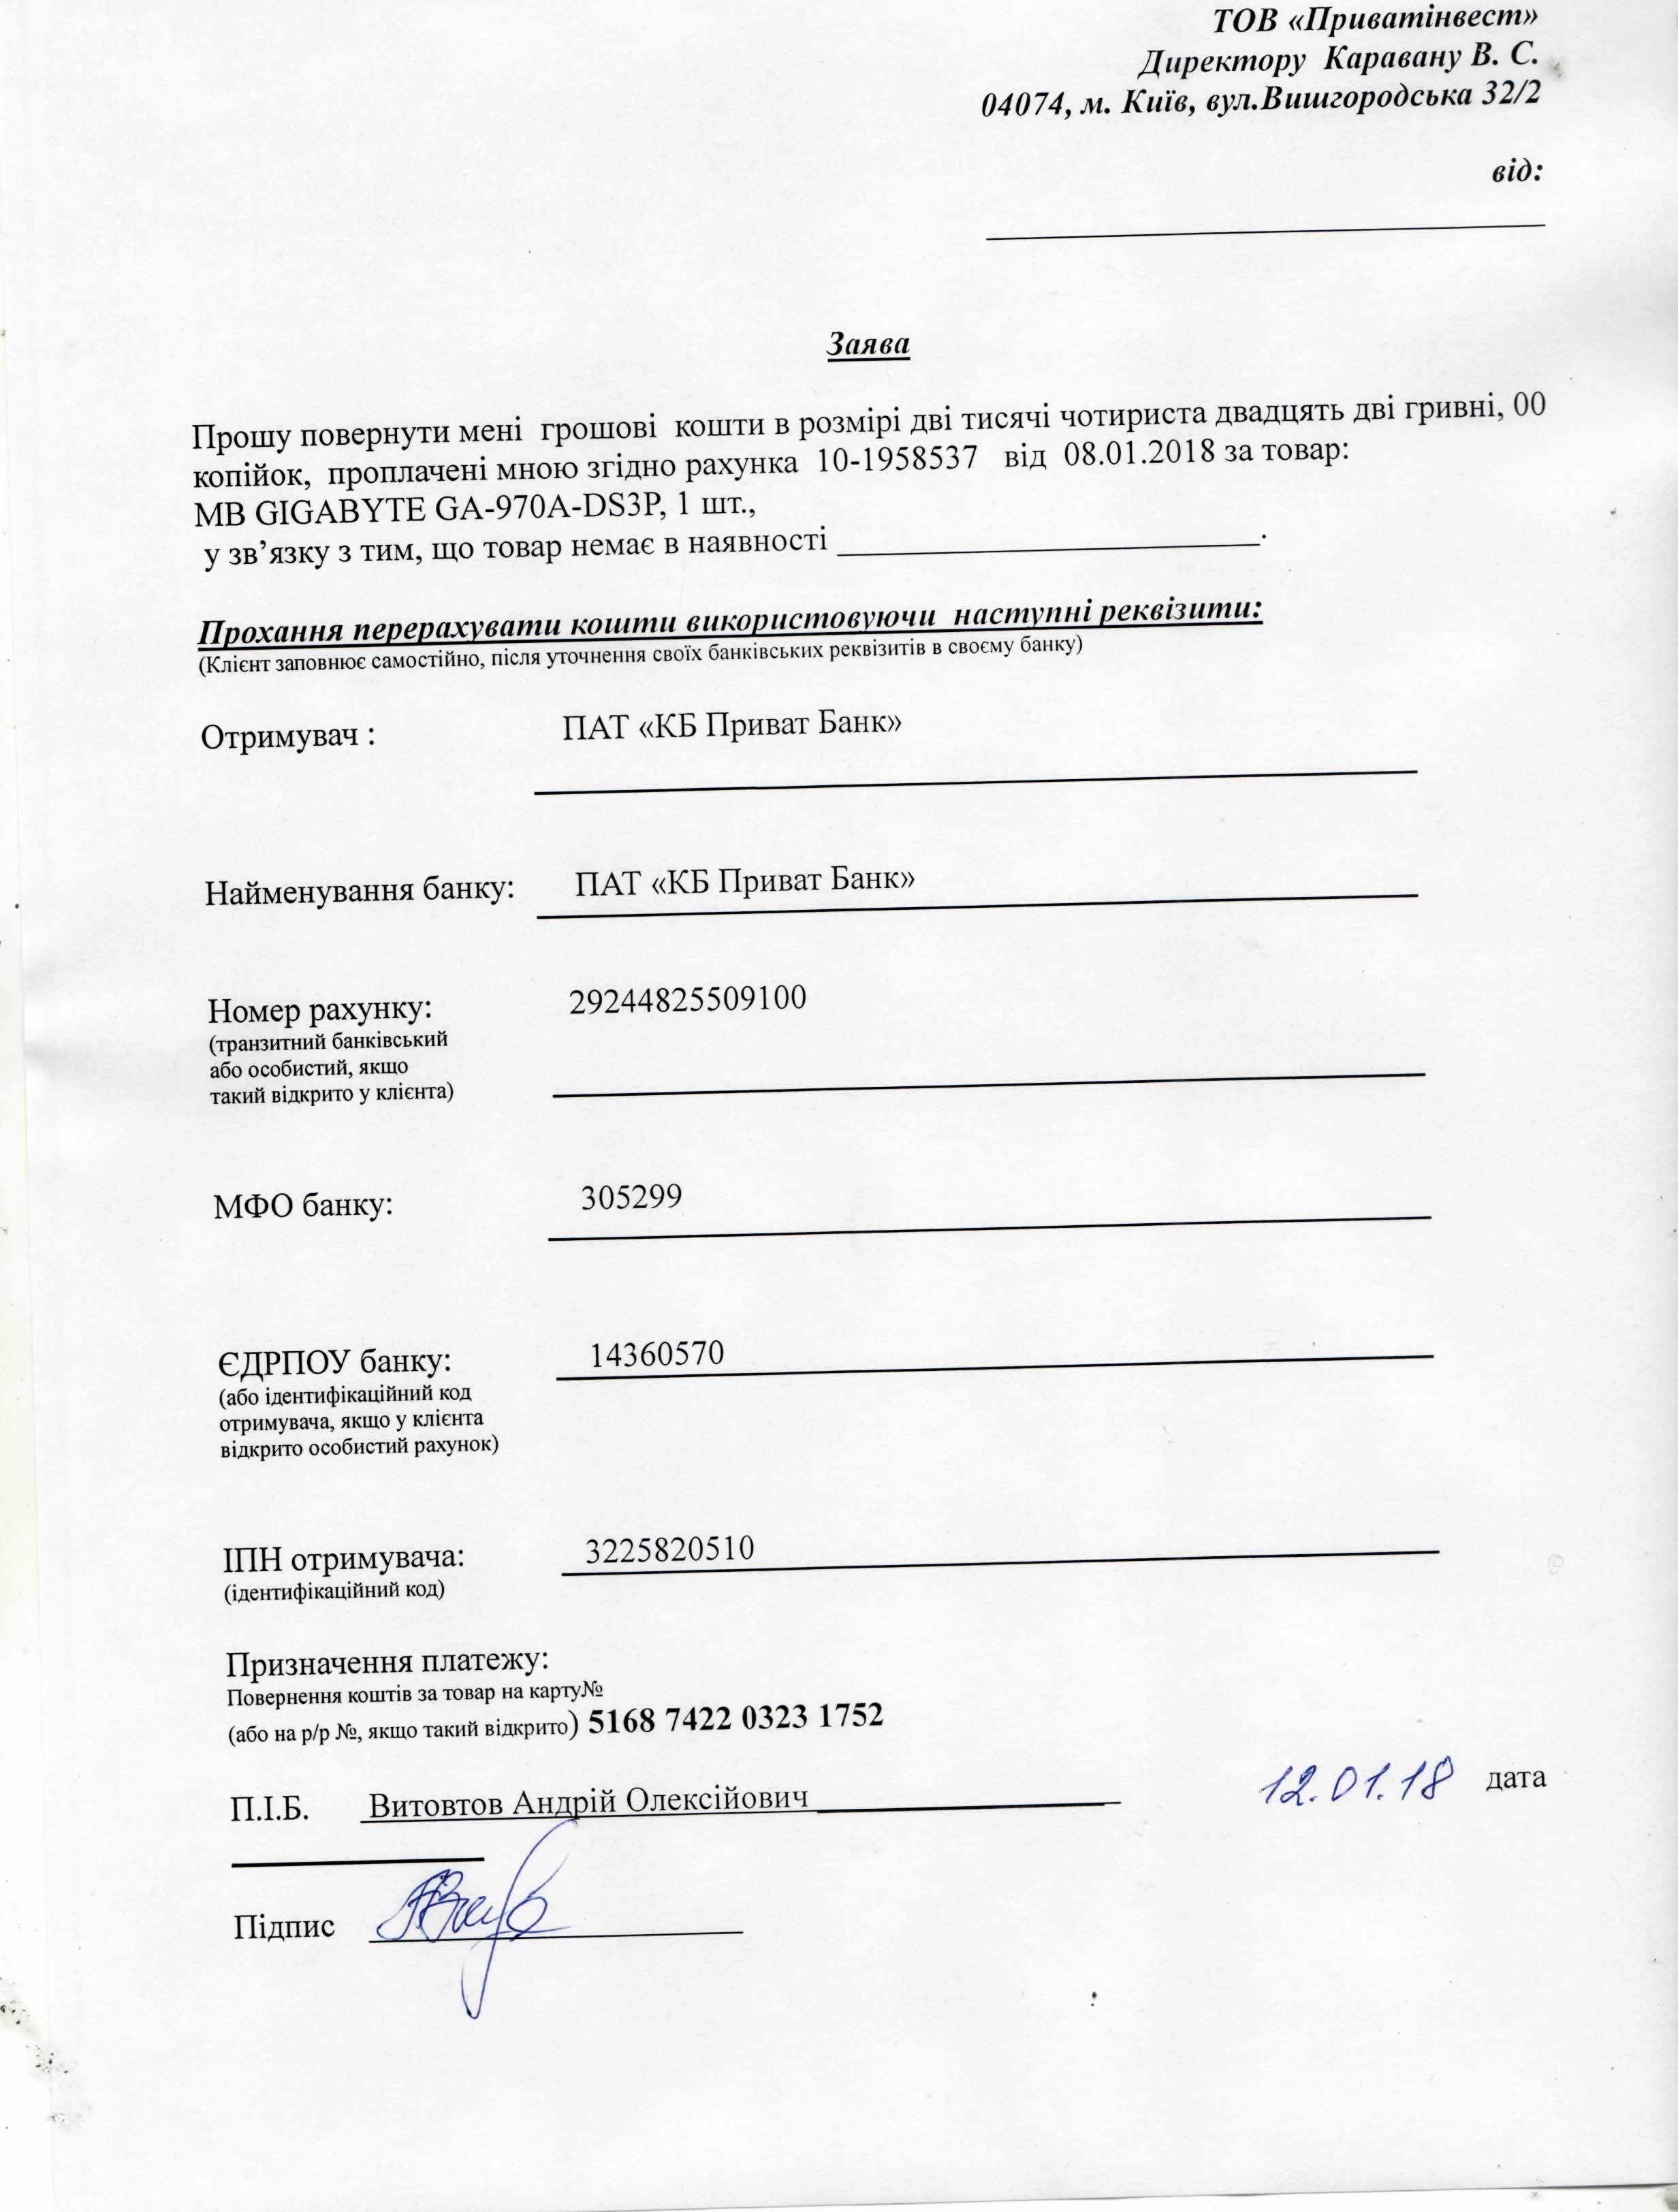 ТОВ «Приватінвест»
Директору Каравану В. С.
04074, м. Київ, вул.Вишгородська 32/2
від:
Заява
Прошу повернути мені грошові кошти в розмірі дві тисячі чотириста двадцять дві гривні, 00
копійок, проплачені мною згідно рахунка 10-1958537 від 08.01.2018 за товар:
MB GIGABYTE GA-970A-DS3P, 1 шт.,
у зв’язку з тим, що товар немає в наявності ________________________.
Прохання перерахувати кошти використовуючи наступні реквізити:
(Клієнт заповнює самостійно, після уточнення своїх банківських реквізитів в своєму банку)
Отримувач : ПАТ «КБ Приват Банк»
Найменування банку: ПАТ «КБ Приват Банк»
Номер рахунку: 29244825509100
(транзитний банківський
або особистий, якщо
такий відкрито у клієнта)
МФО банку: 305299
ЄДРПОУ банку: 14360570
(або ідентифікаційний код
отримувача, якщо у клієнта
відкрито особистий рахунок)
ІПН отримувача: 3225820510
(ідентифікаційний код)
Призначення платежу:
Повернення коштів за товар на карту№
(або на р/р №, якщо такий відкрито) 5168 7422 0323 1752
П.І.Б. Витовтов Андрій Олексійович 12.01.18 дата
Підпис